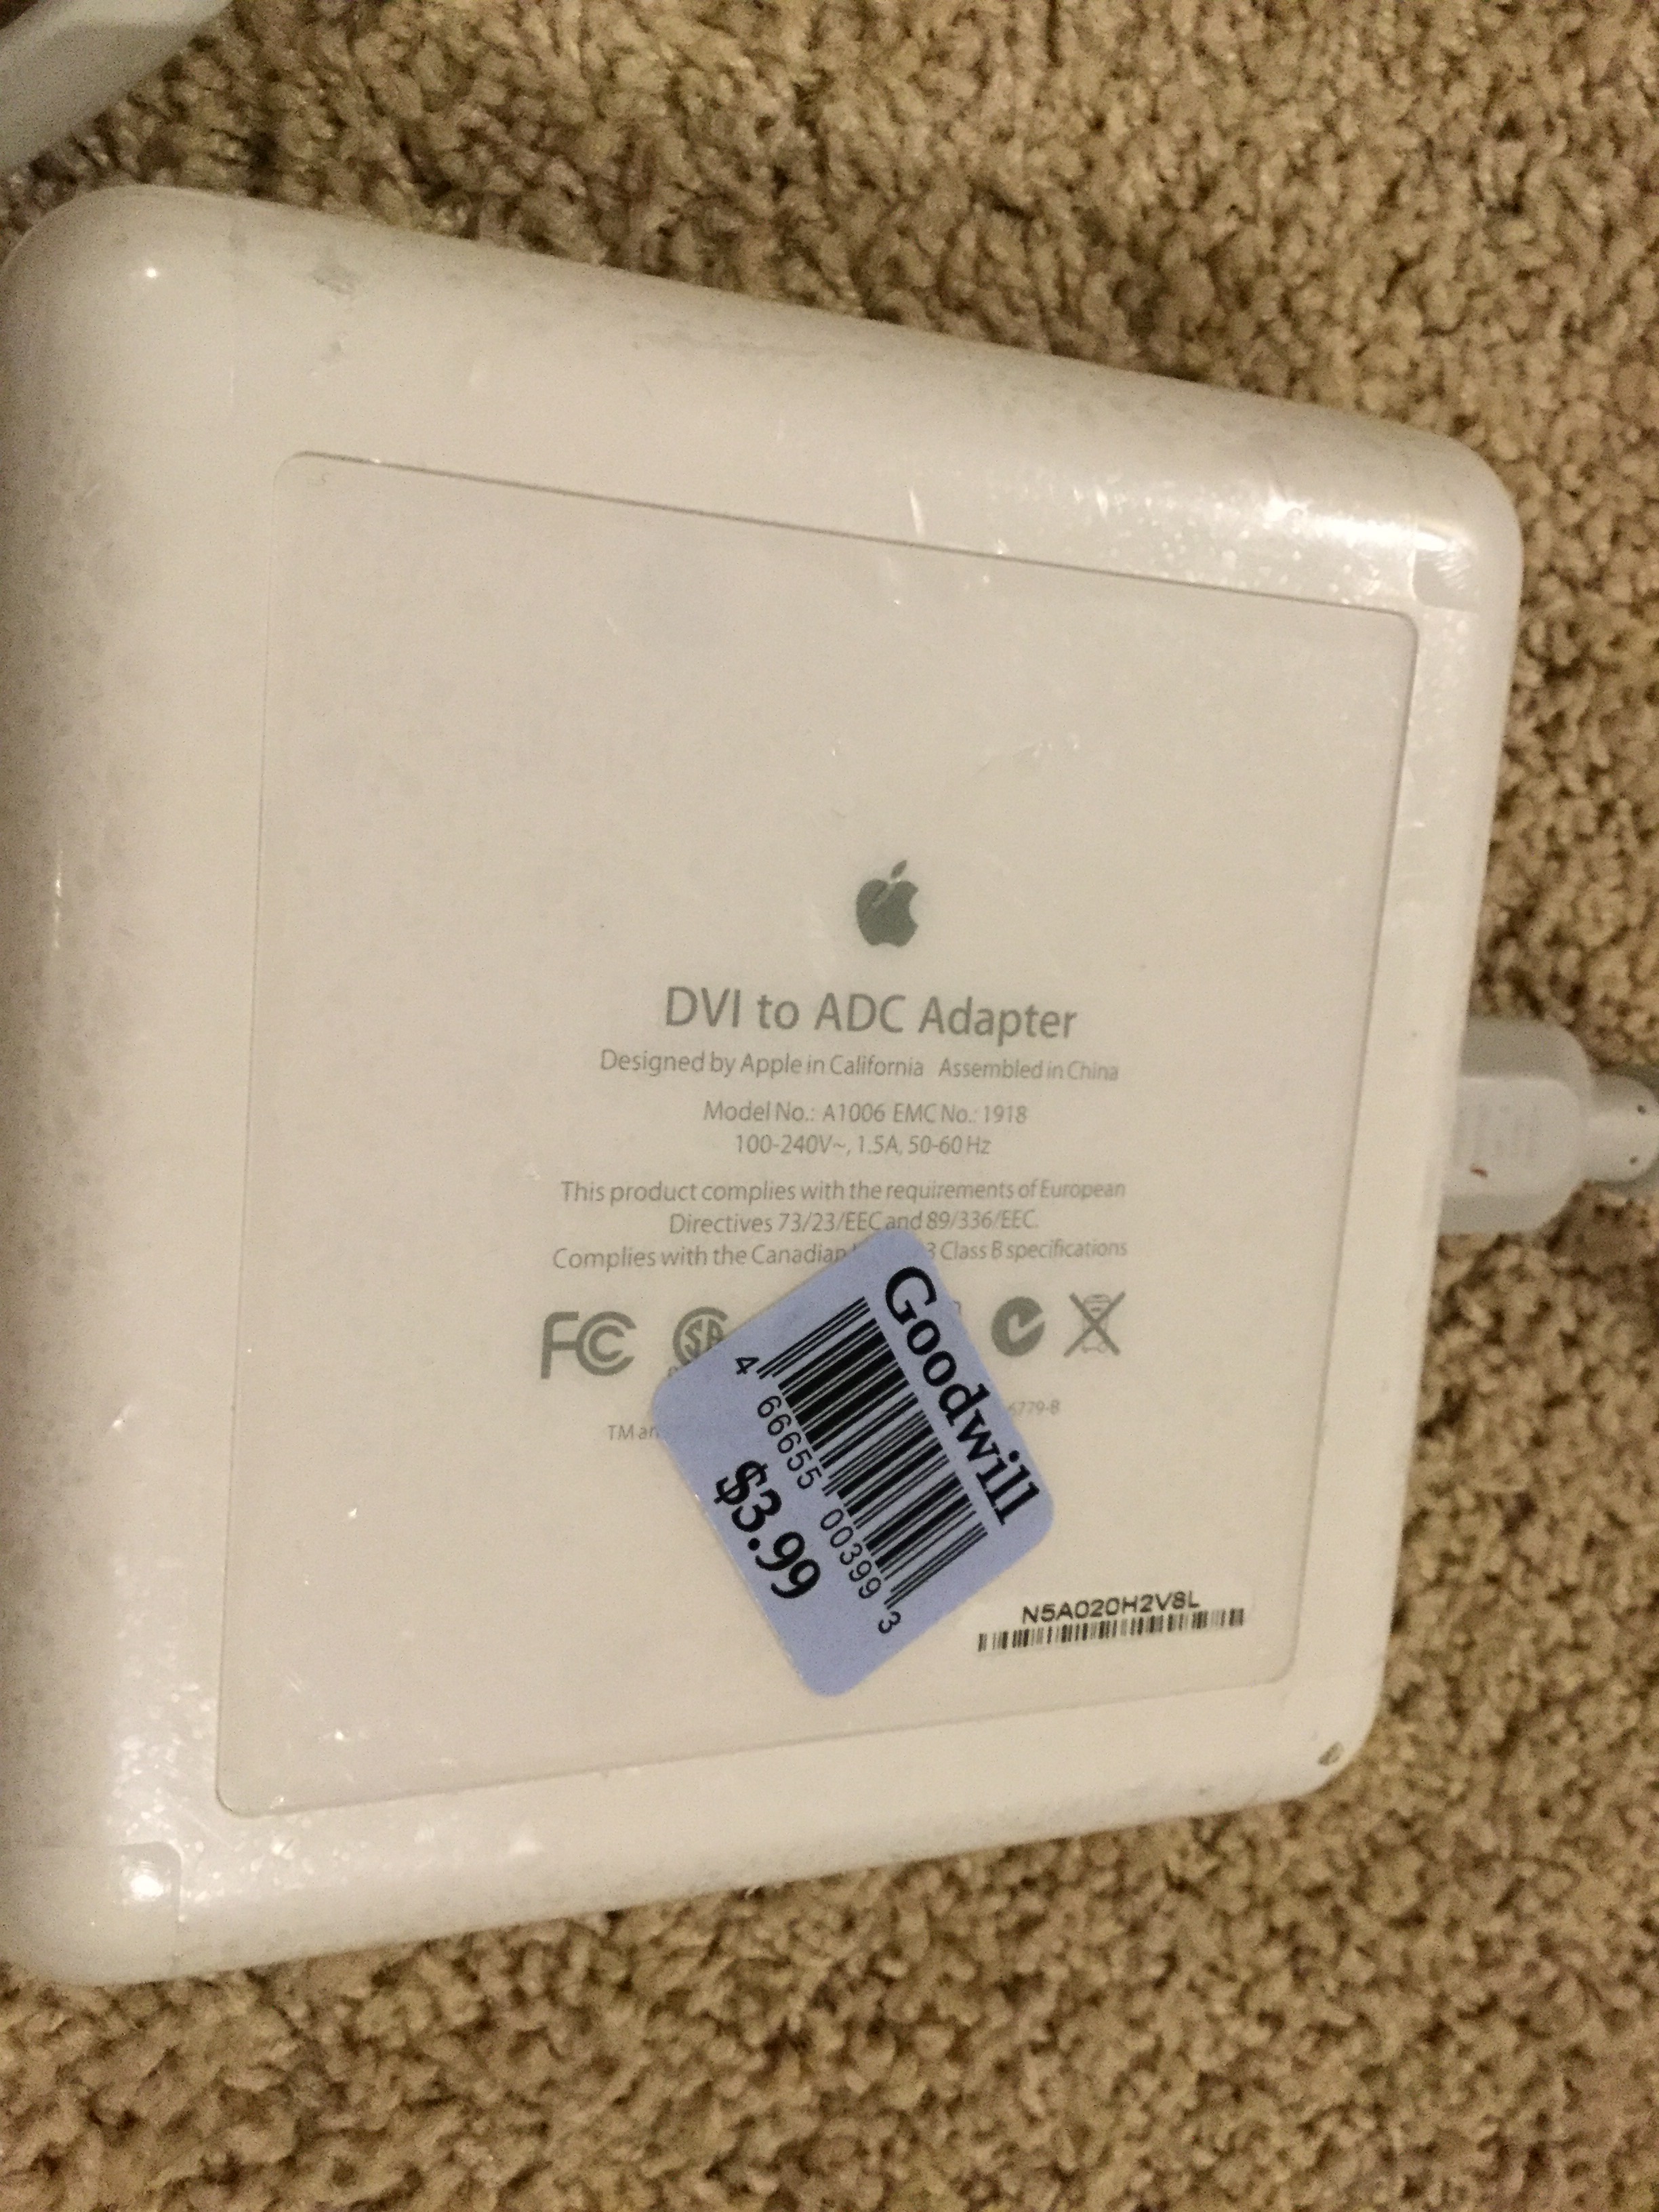 DVI to ADC Adapter
Designed by Apple in California Assembled in China
Model No.: A1006 EMC No.: 1918
100-240V~, 1.5A, 50-60 Hz
This product complies with the requirements of European
Directives 73/23/EEC and 89/336/EEC.
Complies with the Canadian 3 Class B specifications
FC
TM
6779-B
Goodwill
4 66655 00399 3
$3.99
N5A020H2V8L